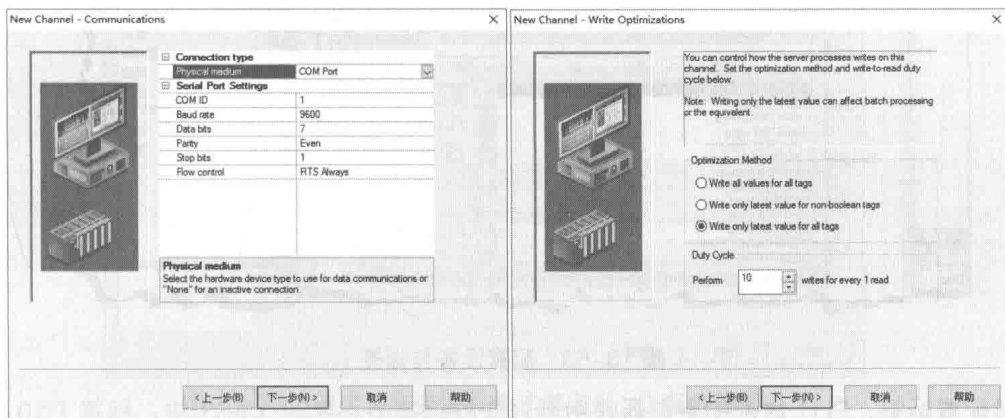 New Channel - Communications
Connection type
Physical medium COM Port
Serial Port Settings
COM ID 1
Baud rate 9600
Data bits 7
Parity Even
Stop bits 1
Flow control RTS Always
Physical medium
Select the hardware device type to use for data communications or
"None" for an inactive connection.
<上一步(B) 下一步(N)> 取消 帮助
New Channel - Write Optimizations
You can control how the server processes writes on this
channel. Set the optimization method and write-to-read duty
cycle below.
Note: Writing only the latest value can affect batch processing
or the equivalent.
Optimization Method
Write all values for all tags
Write only latest value for non-boolean tags
Write only latest value for all tags
Duty Cycle
Perform 10 writes for every 1 read
<上一步(B) 下一步(N)> 取消 帮助